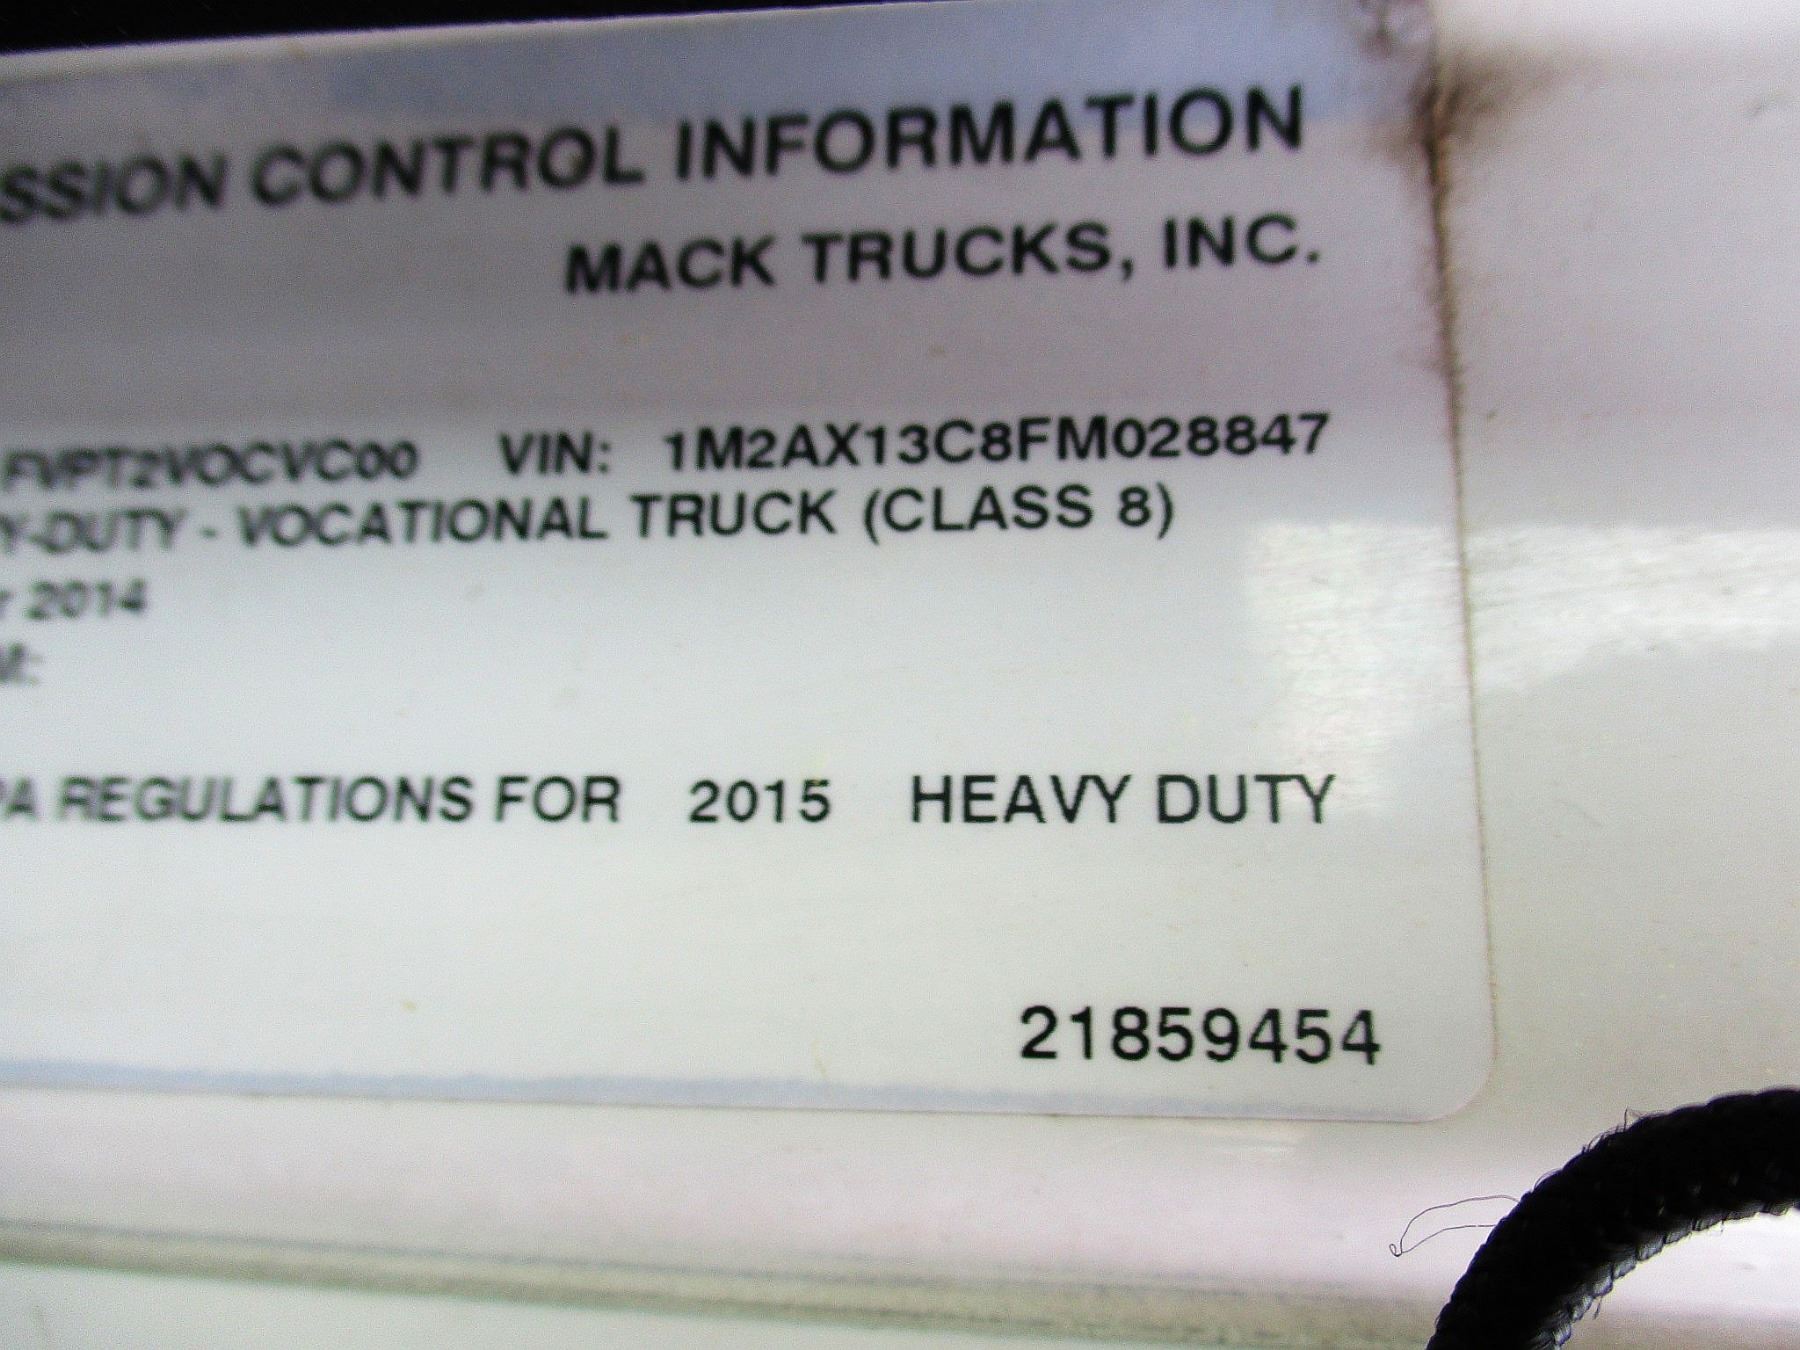 SSION CONTROL INFORMATION
MACK TRUCKS, INC.
FVPT2VOCVC00 VIN: 1M2AX13C8FM028847
Y-DUTY - VOCATIONAL TRUCK (CLASS 8)
r 2014
M:
PA REGULATIONS FOR 2015 HEAVY DUTY
21859454